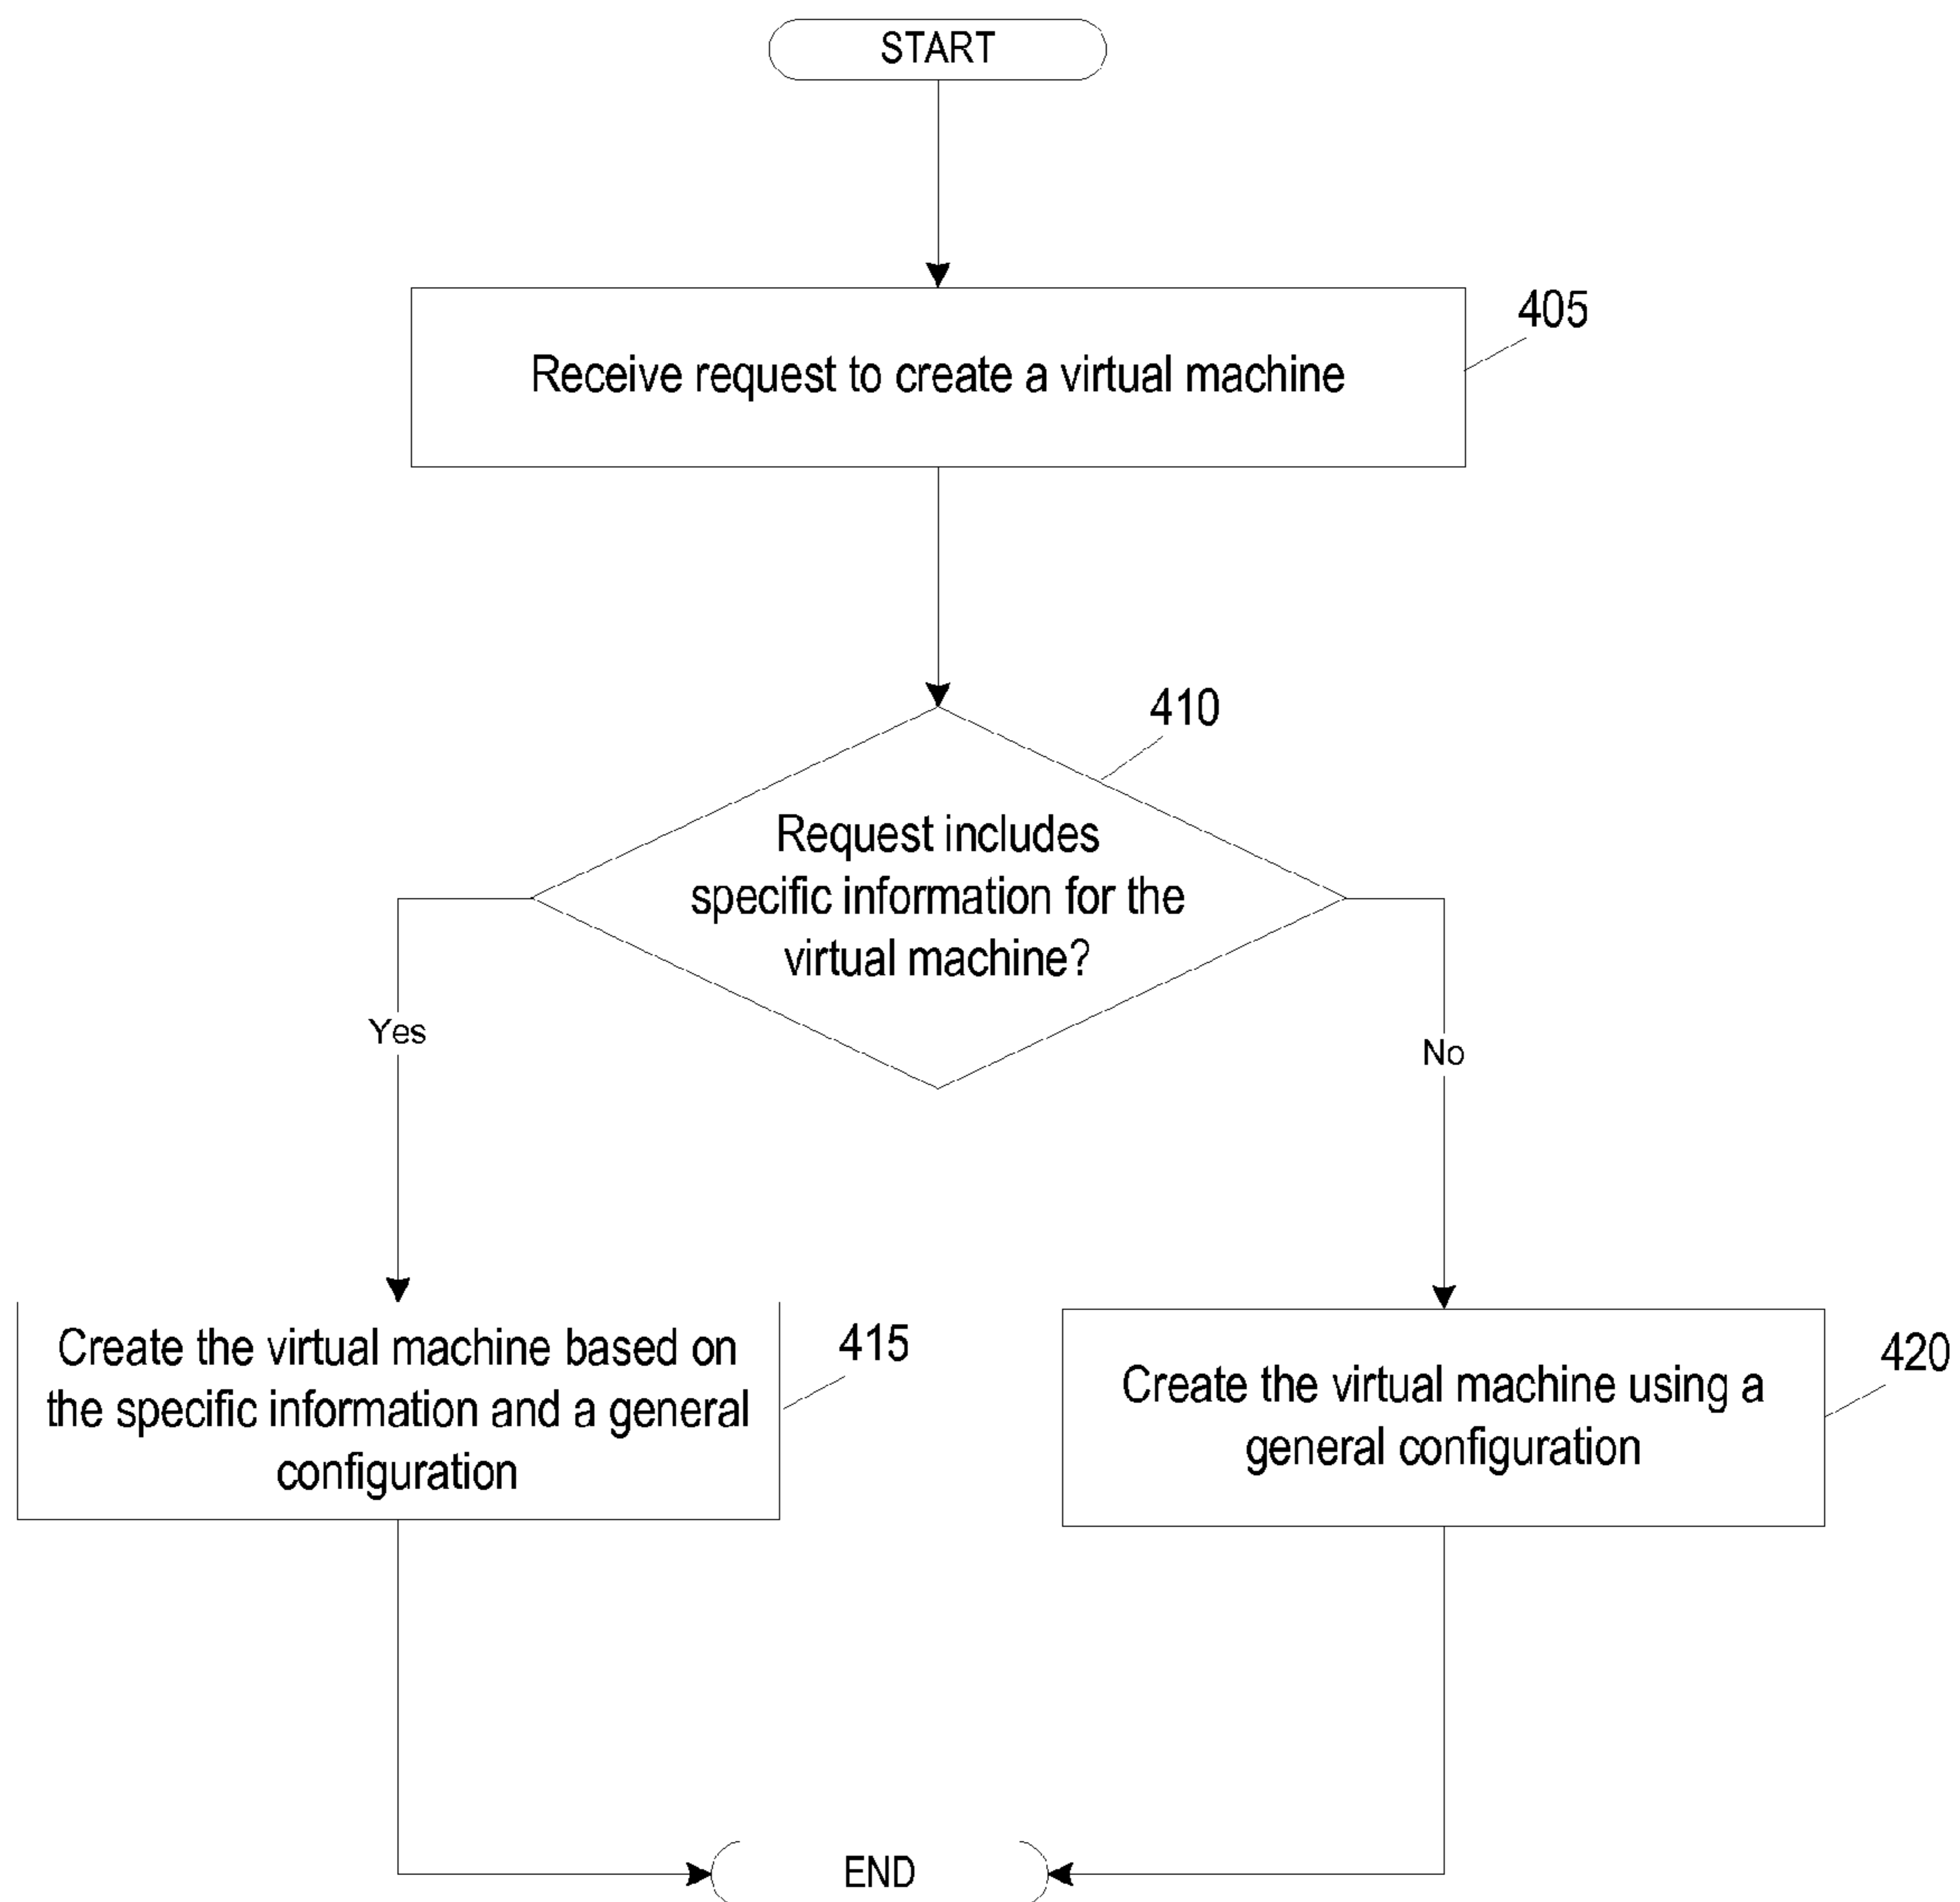 START
Receive request to create a virtual machine
405
410
Request includes
specific information for the
virtual machine?
Yes
No
Create the virtual machine based on
the specific information and a general
configuration
415
Create the virtual machine using a
general configuration
420
END